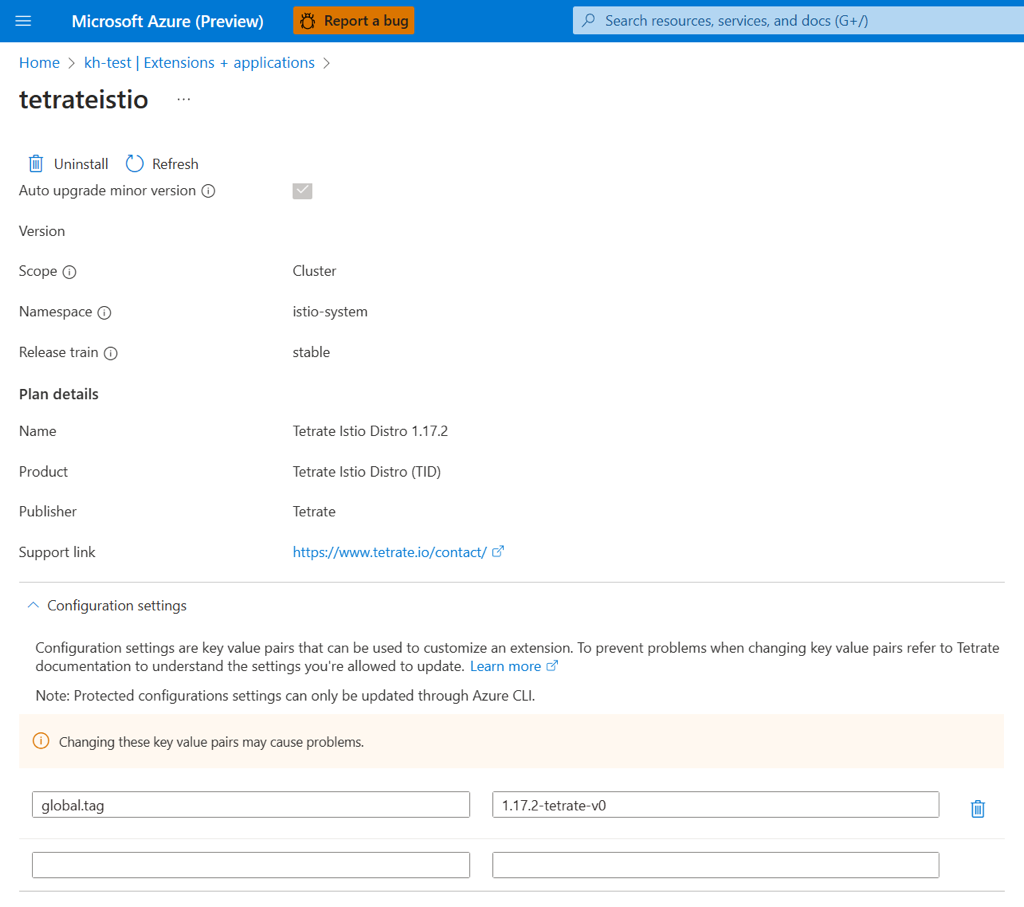 Microsoft Azure (Preview)
Report a bug
Search resources, services, and docs (G+/)
Home > kh-test | Extensions + applications >
tetrateistio ...
Uninstall Refresh
Auto upgrade minor version
Version
Scope Cluster
Namespace istio-system
Release train stable
Plan details
Name Tetrate Istio Distro 1.17.2
Product Tetrate Istio Distro (TID)
Publisher Tetrate
Support link https://www.tetrate.io/contact/
Configuration settings
Configuration settings are key value pairs that can be used to customize an extension. To prevent problems when changing key value pairs refer to Tetrate
documentation to understand the settings you're allowed to update. Learn more
Note: Protected configurations settings can only be updated through Azure CLI.
Changing these key value pairs may cause problems.
global.tag 1.17.2-tetrate-v0